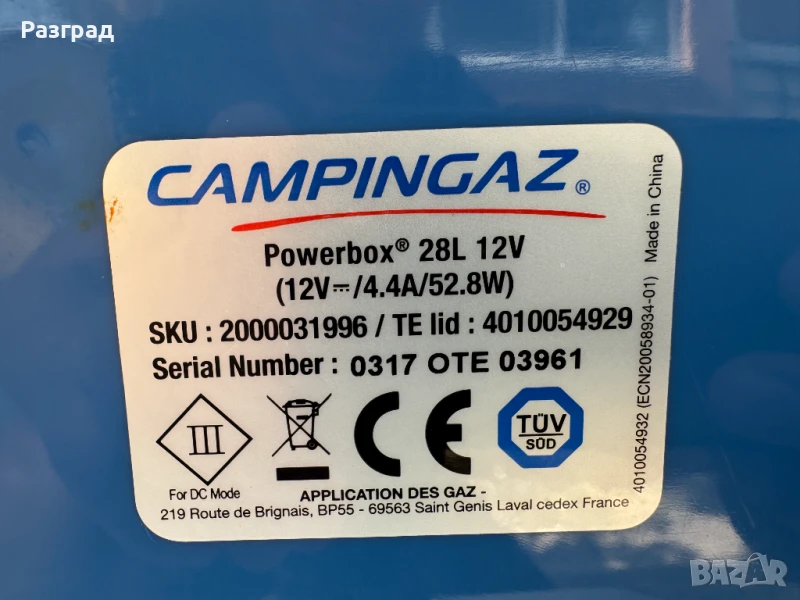 Разград
CAMPINGAZ®
Powerbox® 28L 12V
(12V⎓/4.4A/52.8W)
SKU : 2000031996 / TE lid : 4010054929
Serial Number : 0317 OTE 03961
III
For DC Mode
CE
TÜV
SÜD
APPLICATION DES GAZ -
219 Route de Brignais, BP55 - 69563 Saint Genis Laval cedex France
4010054932 (ECN20058934-01) Made in China
BAZAR